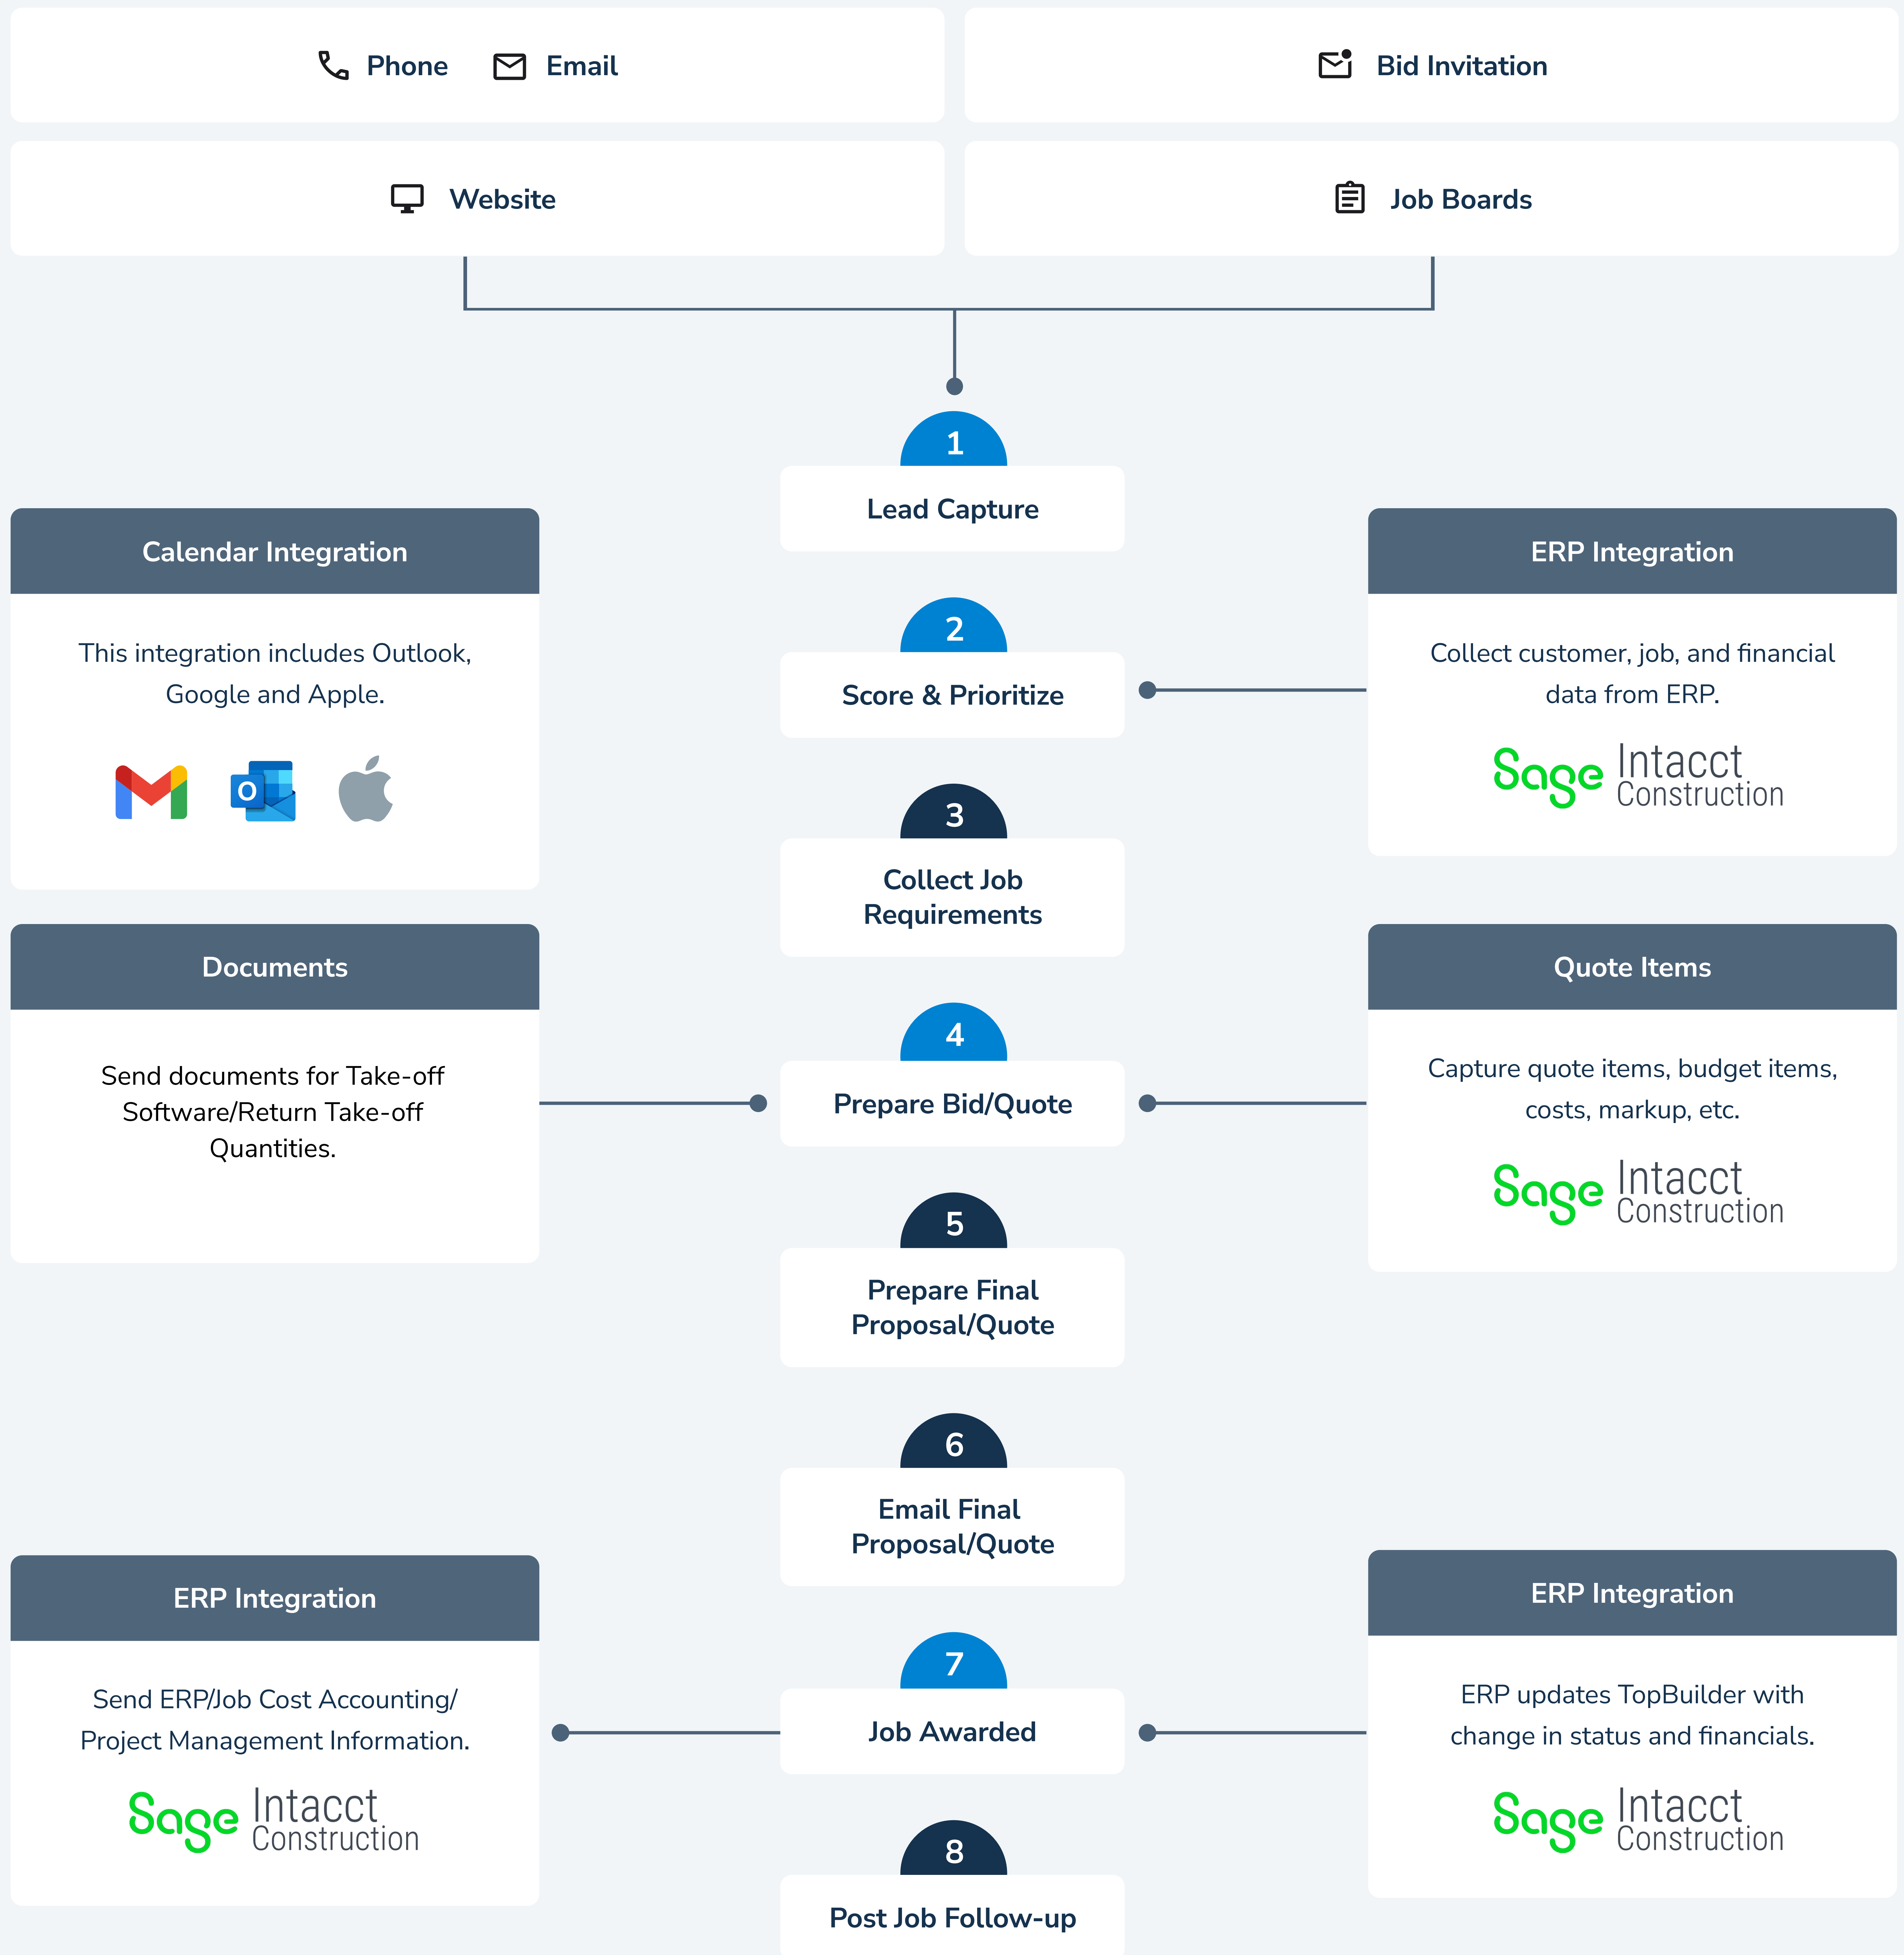 Phone
Email
Bid Invitation
Website
Job Boards
1
Lead Capture
Calendar Integration
This integration includes Outlook,
Google and Apple.
O
ERP Integration
Collect customer, job, and financial
data from ERP.
Sage Intacct
Construction
2
Score & Prioritize
3
Collect Job
Requirements
Documents
Send documents for Take-off
Software/Return Take-off
Quantities.
4
Prepare Bid/Quote
Quote Items
Capture quote items, budget items,
costs, markup, etc.
Sage Intacct
Construction
5
Prepare Final
Proposal/Quote
6
Email Final
Proposal/Quote
ERP Integration
Send ERP/Job Cost Accounting/
Project Management Information.
Sage Intacct
Construction
7
Job Awarded
ERP Integration
ERP updates TopBuilder with
change in status and financials.
Sage Intacct
Construction
8
Post Job Follow-up